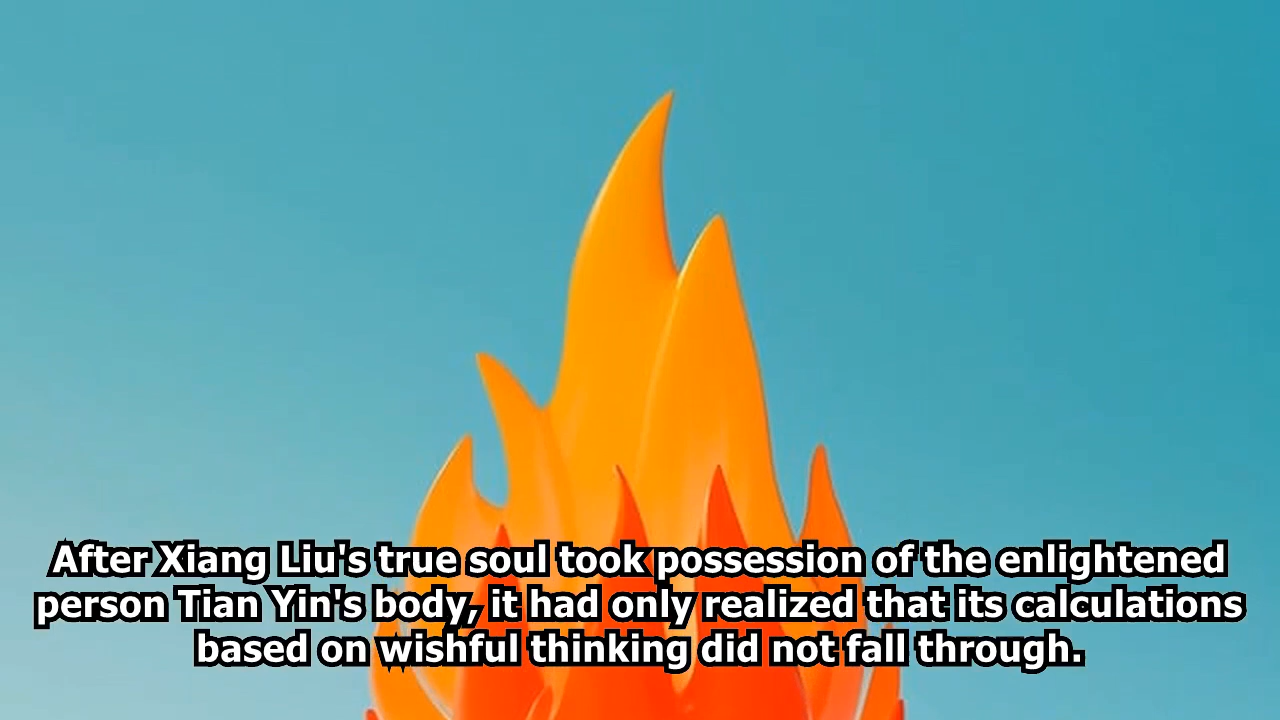 After Xiang Liu's true soul took possession of the enlightened
person Tian Yin's body, it had only realized that its calculations
based on wishful thinking did not fall through.